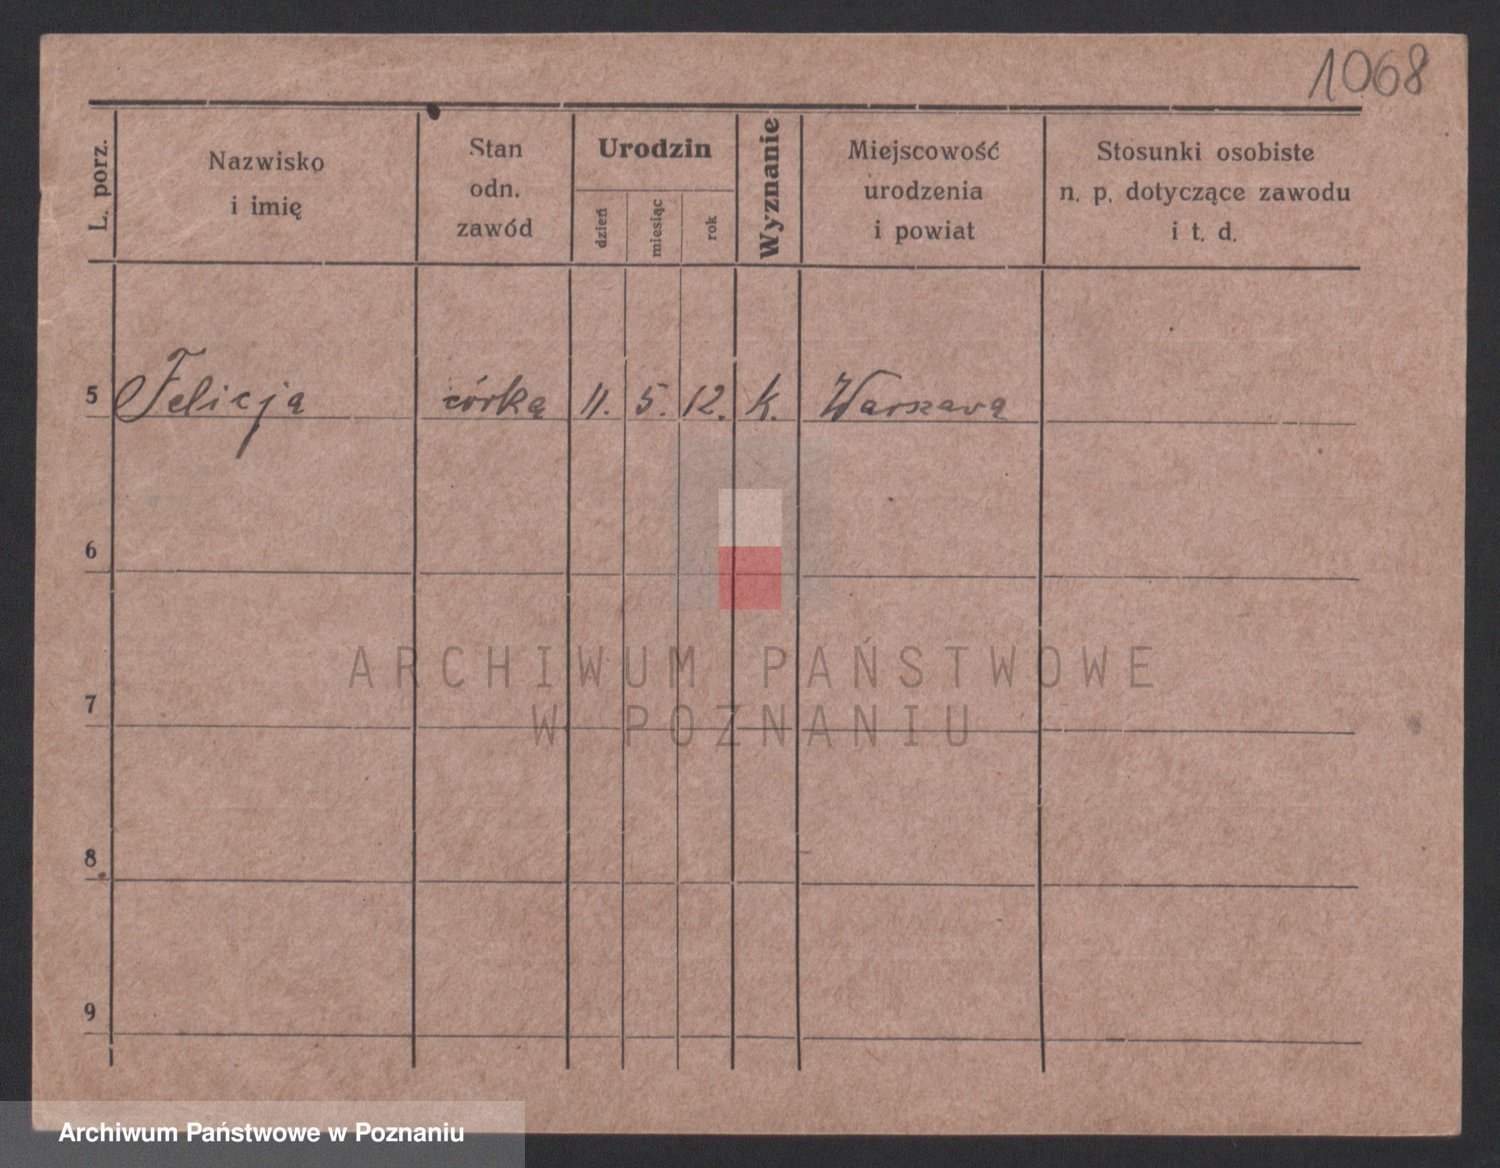 1068
L. porz.
Nazwisko
i imię
Stan
odn.
zawód
Urodzin
dzień
miesiąc
rok
Wyznanie
Miejscowość
urodzenia
i powiat
Stosunki osobiste
n. p. dotyczące zawodu
i t. d.
5 Felicja córka 11. 5. 12. k. Warszawa
6
7
8
9
ARCHIWUM PAŃSTWOWE
W POZNANIU
Archiwum Państwowe w Poznaniu